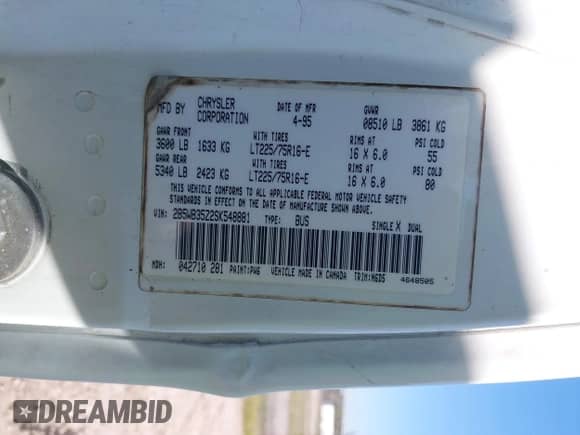 MFD BY CHRYSLER CORPORATION DATE OF MFR 4-95 GVWR 08510 LB 3861 KG
GAWR FRONT WITH TIRES RIMS AT PSI COLD
3600 LB 1633 KG LT225/75R16-E 16 X 6.0 55
GAWR REAR WITH TIRES RIMS AT PSI COLD
5340 LB 2423 KG LT225/75R16-E 16 X 6.0 80
THIS VEHICLE CONFORMS TO ALL APPLICABLE FEDERAL MOTOR VEHICLE SAFETY
STANDARDS IN EFFECT ON THE DATE OF MANUFACTURE SHOWN ABOVE.
VIN: 2B5WB35Z2SK548881 TYPE: BUS SINGLE X DUAL
MDH: 042710 281 PAINT:PW6 VEHICLE MADE IN CANADA TRIM:M6D5 4648505
DREAMBID